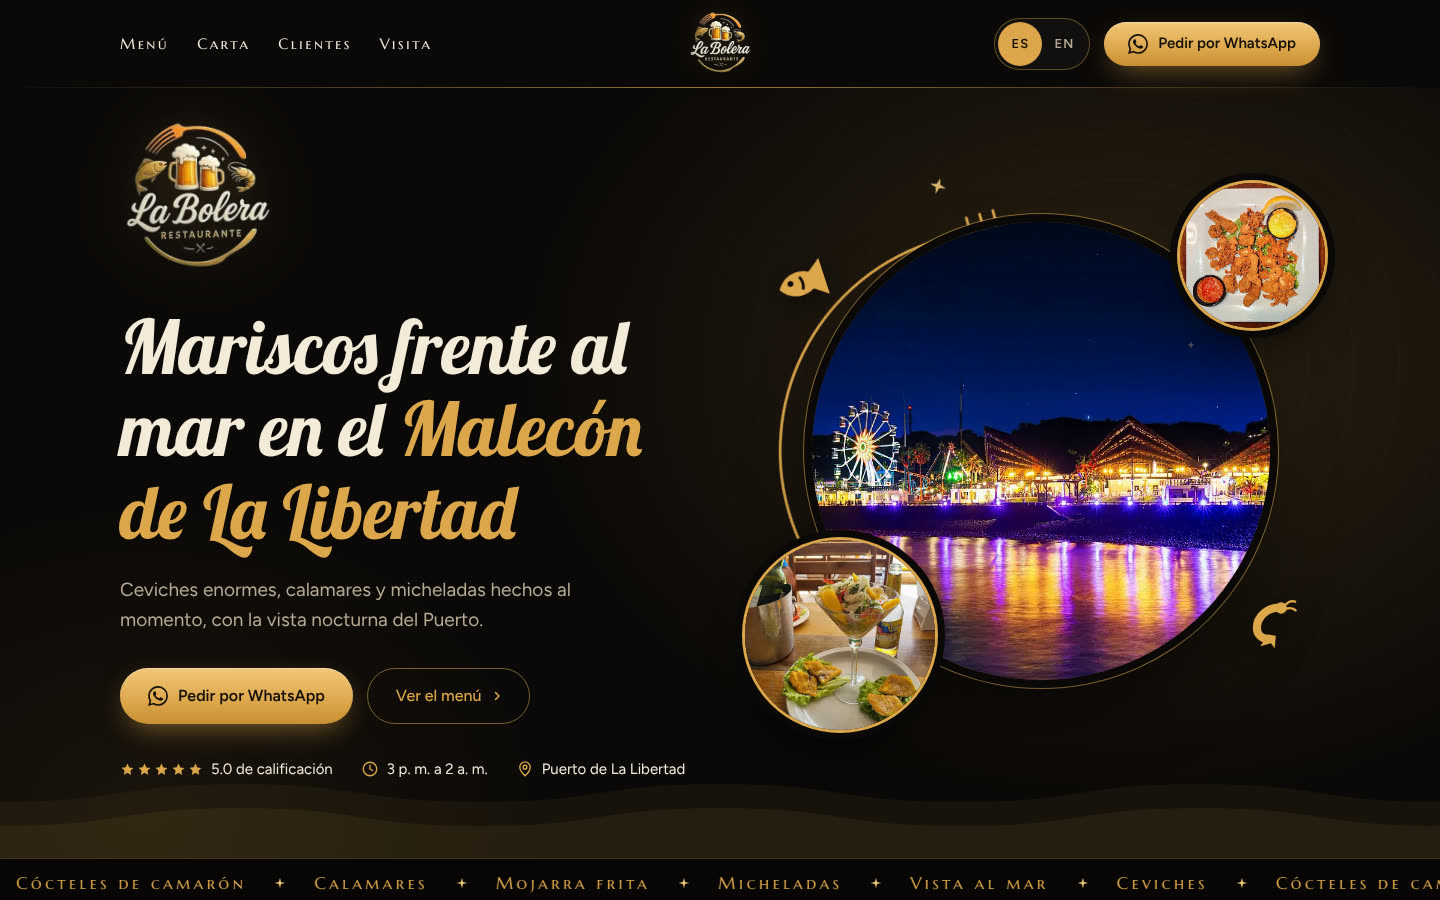 Menú
Carta
Clientes
Visita
La Bolera
RESTAURANTE
ES
EN
Pedir por WhatsApp
La Bolera
RESTAURANTE
Mariscos frente al
mar en el Malecón
de La Libertad
Ceviches enormes, calamares y micheladas hechos al
momento, con la vista nocturna del Puerto.
Pedir por WhatsApp
Ver el menú
5.0 de calificación
3 p. m. a 2 a. m.
Puerto de La Libertad
Cócteles de camarón
Calamares
Mojarra frita
Micheladas
Vista al mar
Ceviches
Cócteles de